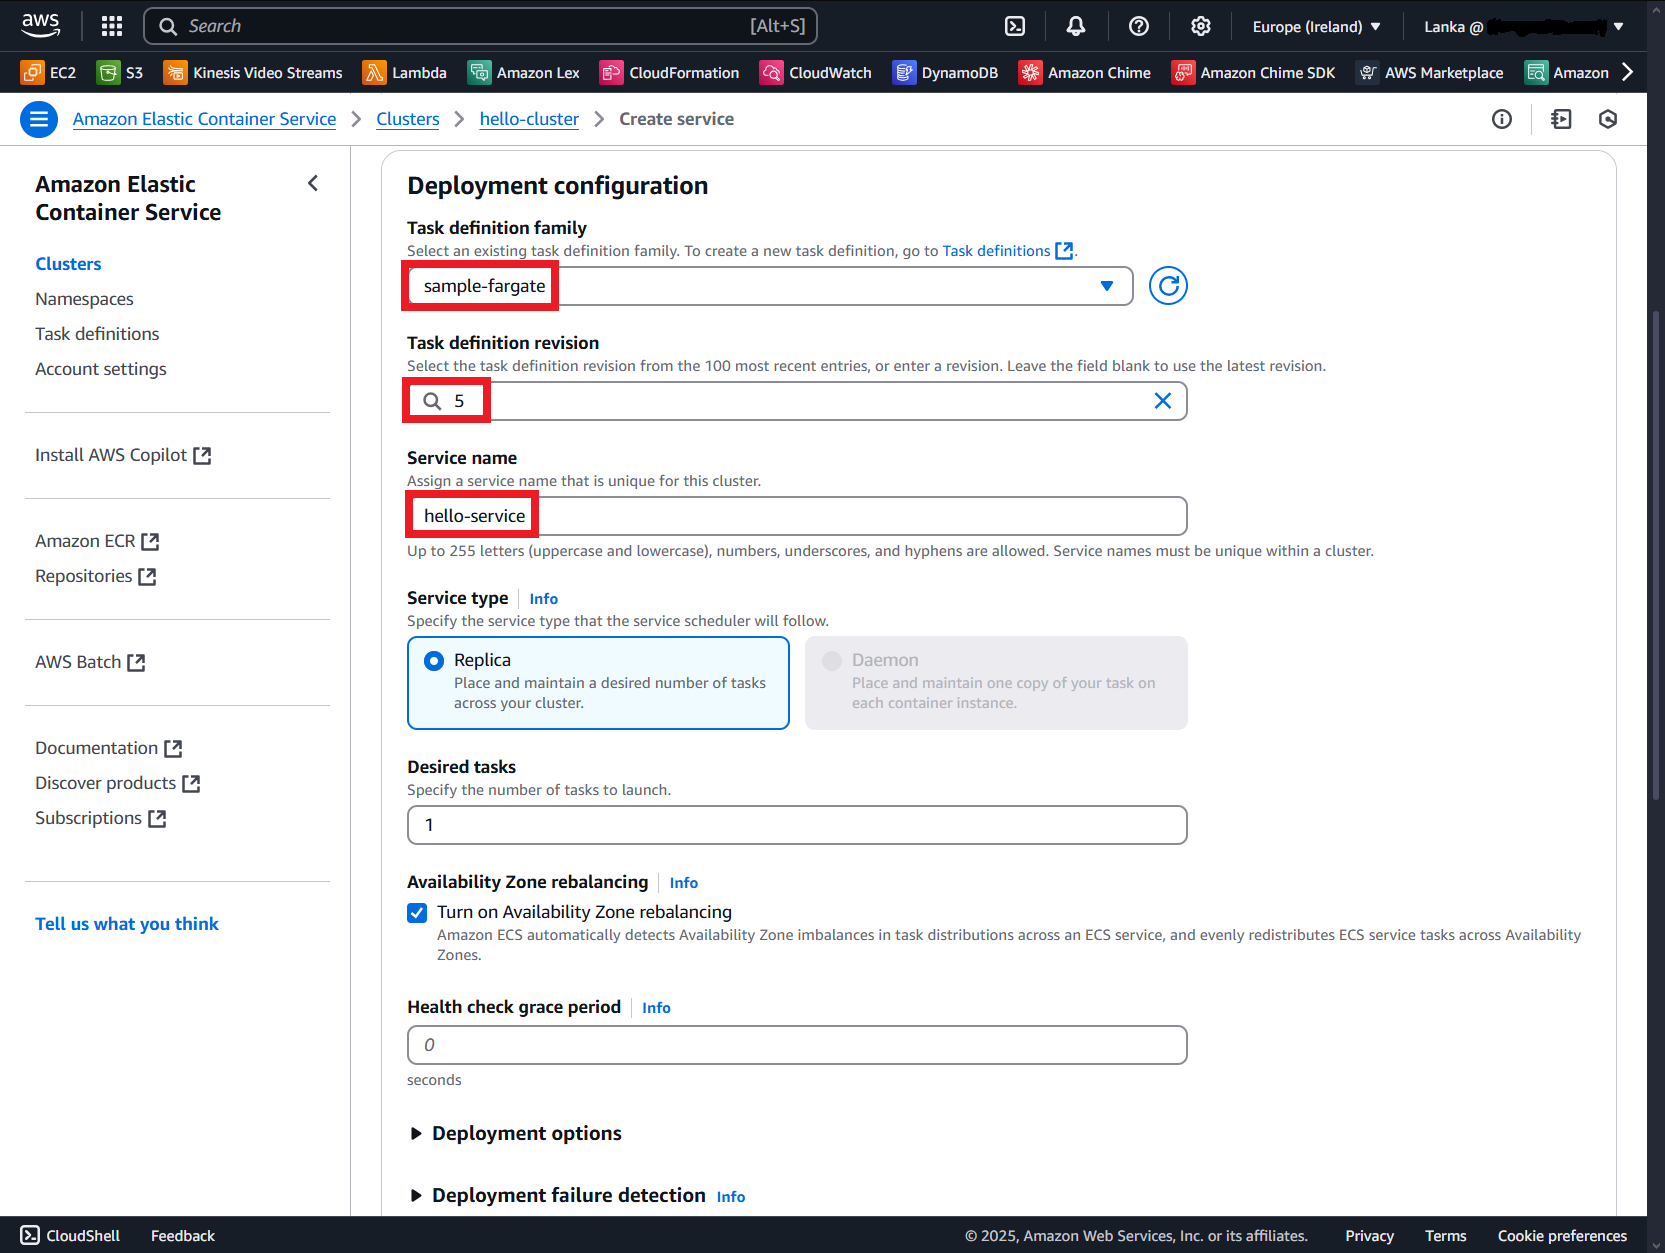 aws
Search [Alt+S]
Europe (Ireland)
Lanka @
EC2
S3
Kinesis Video Streams
Lambda
Amazon Lex
CloudFormation
CloudWatch
DynamoDB
Amazon Chime
Amazon Chime SDK
AWS Marketplace
Amazon
Amazon Elastic Container Service > Clusters > hello-cluster > Create service
Amazon Elastic
Container Service
Clusters
Namespaces
Task definitions
Account settings
Install AWS Copilot
Amazon ECR
Repositories
AWS Batch
Documentation
Discover products
Subscriptions
Tell us what you think
Deployment configuration
Task definition family
Select an existing task definition family. To create a new task definition, go to Task definitions.
sample-fargate
Task definition revision
Select the task definition revision from the 100 most recent entries, or enter a revision. Leave the field blank to use the latest revision.
5
Service name
Assign a service name that is unique for this cluster.
hello-service
Up to 255 letters (uppercase and lowercase), numbers, underscores, and hyphens are allowed. Service names must be unique within a cluster.
Service type Info
Specify the service type that the service scheduler will follow.
Replica
Place and maintain a desired number of tasks
across your cluster.
Daemon
Place and maintain one copy of your task on
each container instance.
Desired tasks
Specify the number of tasks to launch.
1
Availability Zone rebalancing Info
Turn on Availability Zone rebalancing
Amazon ECS automatically detects Availability Zone imbalances in task distributions across an ECS service, and evenly redistributes ECS service tasks across Availability
Zones.
Health check grace period Info
0
seconds
Deployment options
Deployment failure detection Info
CloudShell
Feedback
© 2025, Amazon Web Services, Inc. or its affiliates.
Privacy
Terms
Cookie preferences